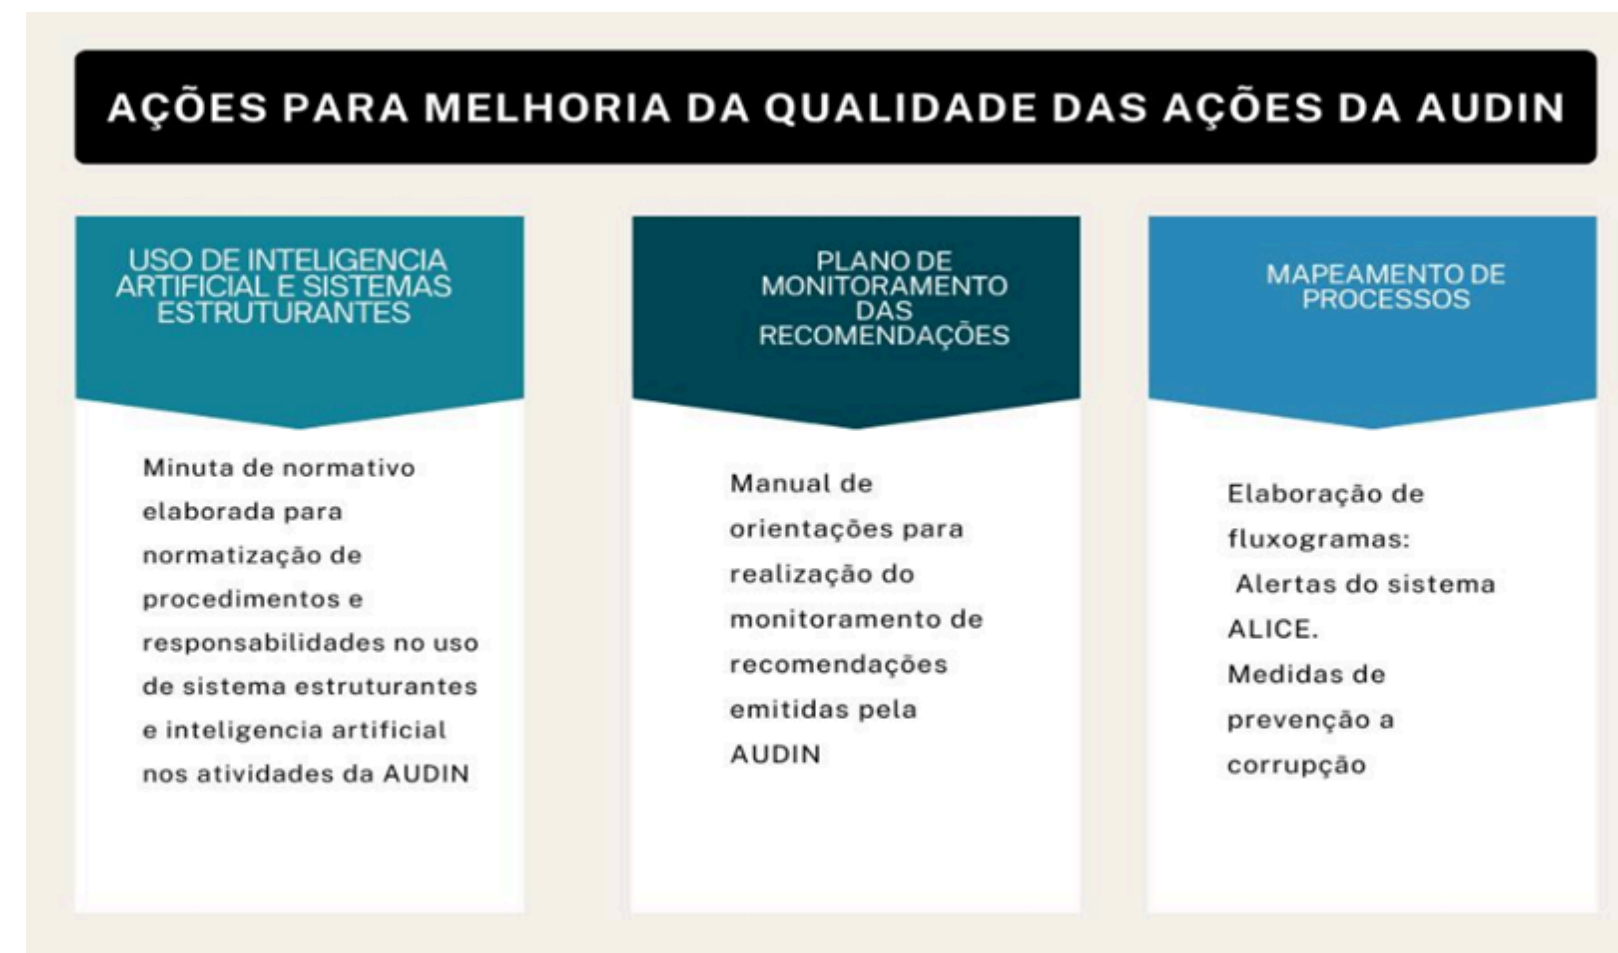 AÇÕES PARA MELHORIA DA QUALIDADE DAS AÇÕES DA AUDIN
USO DE INTELIGENCIA
ARTIFICIAL E SISTEMAS
ESTRUTURANTES
Minuta de normativo
elaborada para
normatização de
procedimentos e
responsabilidades no uso
de sistema estruturantes
e inteligencia artificial
nos atividades da AUDIN
PLANO DE
MONITORAMENTO
DAS
RECOMENDAÇÕES
Manual de
orientações para
realização do
monitoramento de
recomendações
emitidas pela
AUDIN
MAPEAMENTO DE
PROCESSOS
Elaboração de
fluxogramas:
Alertas do sistema
ALICE.
Medidas de
prevenção a
corrupção